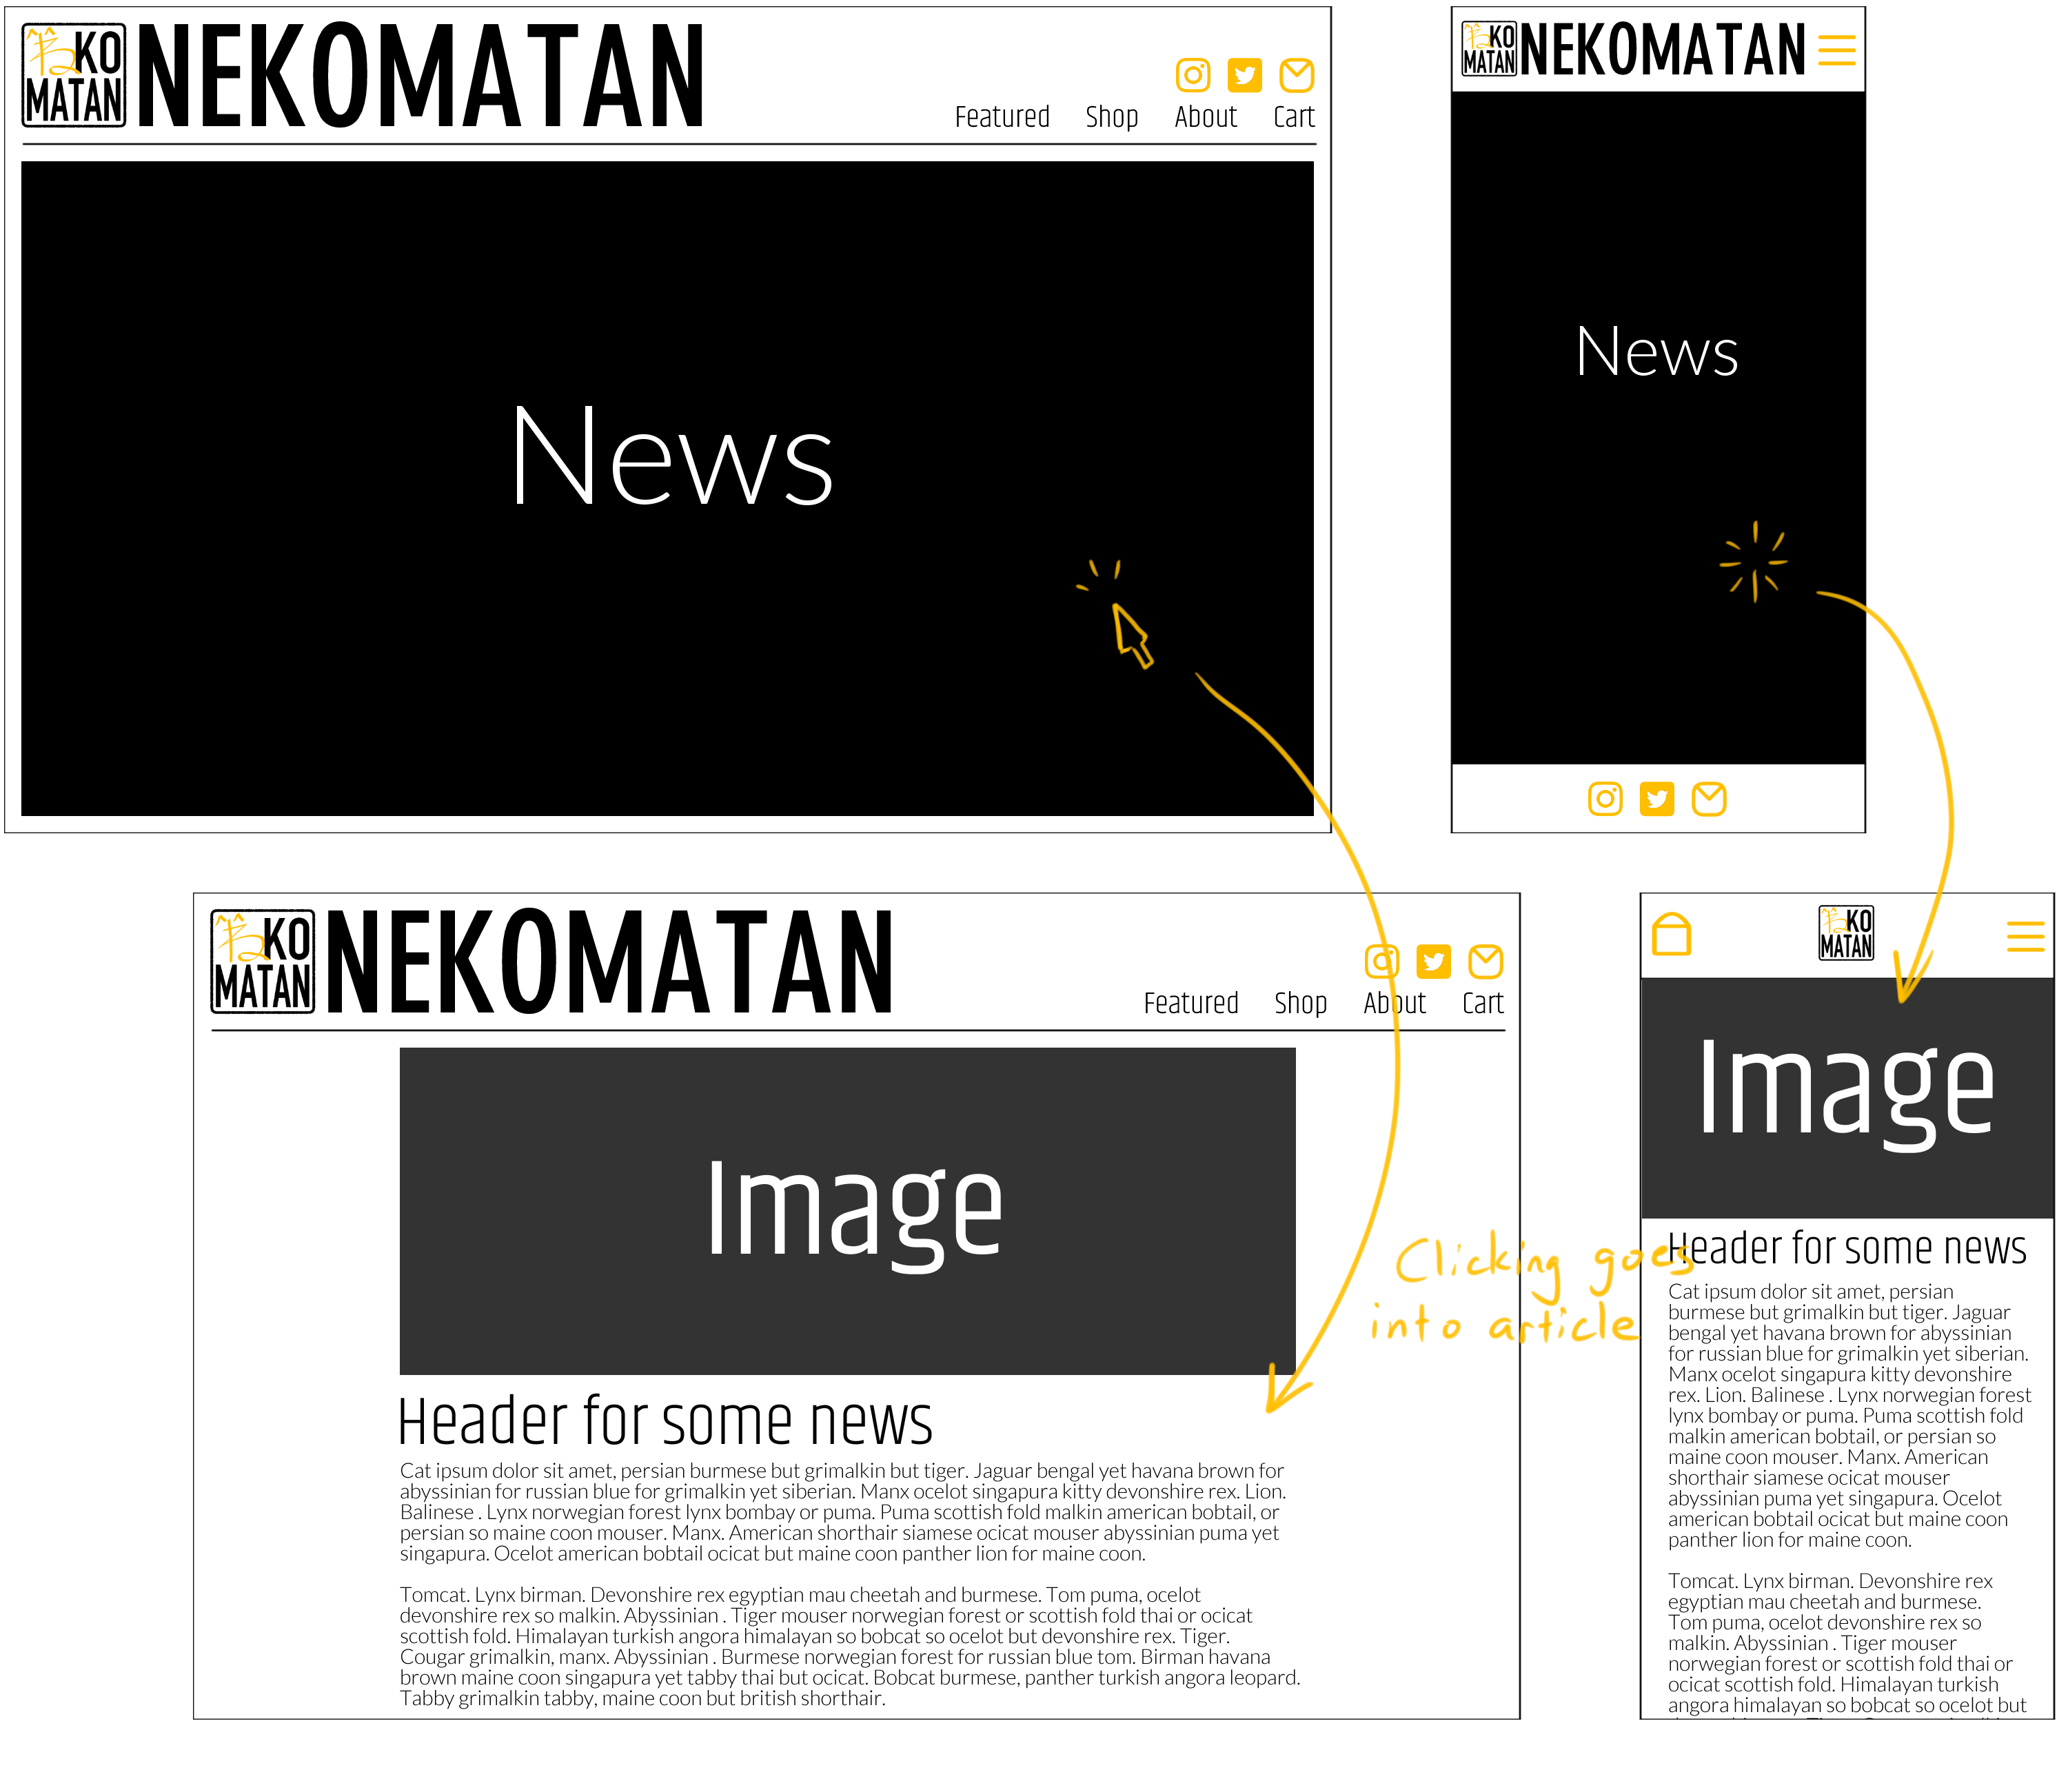 KO
MATAN
NEKOMATAN
Featured Shop About Cart
News
KO
MATAN
NEKOMATAN
News
KO
MATAN
NEKOMATAN
Featured Shop About Cart
Image
Header for some news
Cat ipsum dolor sit amet, persian burmese but grimalkin but tiger. Jaguar bengal yet havana brown for
abyssinian for russian blue for grimalkin yet siberian. Manx ocelot singapura kitty devonshire rex. Lion.
Balinese . Lynx norwegian forest lynx bombay or puma. Puma scottish fold malkin american bobtail, or
persian so maine coon mouser. Manx. American shorthair siamese ocicat mouser abyssinian puma yet
singapura. Ocelot american bobtail ocicat but maine coon panther lion for maine coon.
Tomcat. Lynx birman. Devonshire rex egyptian mau cheetah and burmese. Tom puma, ocelot
devonshire rex so malkin. Abyssinian . Tiger mouser norwegian forest or scottish fold thai or ocicat
scottish fold. Himalayan turkish angora himalayan so bobcat so ocelot but devonshire rex. Tiger.
Cougar grimalkin, manx. Abyssinian . Burmese norwegian forest for russian blue tom. Birman havana
brown maine coon singapura yet tabby thai but ocicat. Bobcat burmese, panther turkish angora leopard.
Tabby grimalkin tabby, maine coon but british shorthair.
Clicking goes
into article
KO
MATAN
Image
Header for some news
Cat ipsum dolor sit amet, persian
burmese but grimalkin but tiger. Jaguar
bengal yet havana brown for abyssinian
for russian blue for grimalkin yet siberian.
Manx ocelot singapura kitty devonshire
rex. Lion. Balinese . Lynx norwegian forest
lynx bombay or puma. Puma scottish fold
malkin american bobtail, or persian so
maine coon mouser. Manx. American
shorthair siamese ocicat mouser
abyssinian puma yet singapura. Ocelot
american bobtail ocicat but maine coon
panther lion for maine coon.
Tomcat. Lynx birman. Devonshire rex
egyptian mau cheetah and burmese.
Tom puma, ocelot devonshire rex so
malkin. Abyssinian . Tiger mouser
norwegian forest or scottish fold thai or
ocicat scottish fold. Himalayan turkish
angora himalayan so bobcat so ocelot but